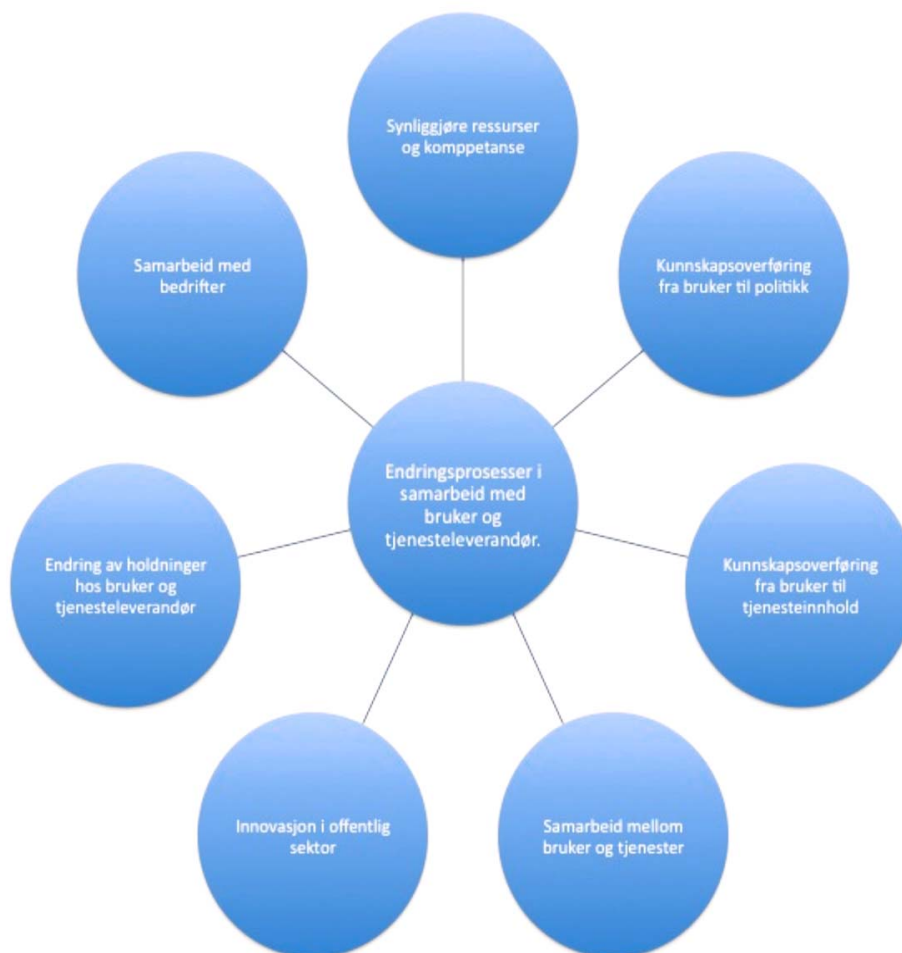 Synliggjøre ressurser
og komppetanse
Samarbeid med
bedrifter
Kunnskapsoverføring
fra bruker til politikk
Endringsprosesser i
samarbeid med
bruker og
tjenesteleverandør.
Endring av holdninger
hos bruker og
tjenesteleverandør
Kunnskapsoverføring
fra bruker til
tjenesteinnhold
Innovasjon i offentlig
sektor
Samarbeid mellom
bruker og tjenester